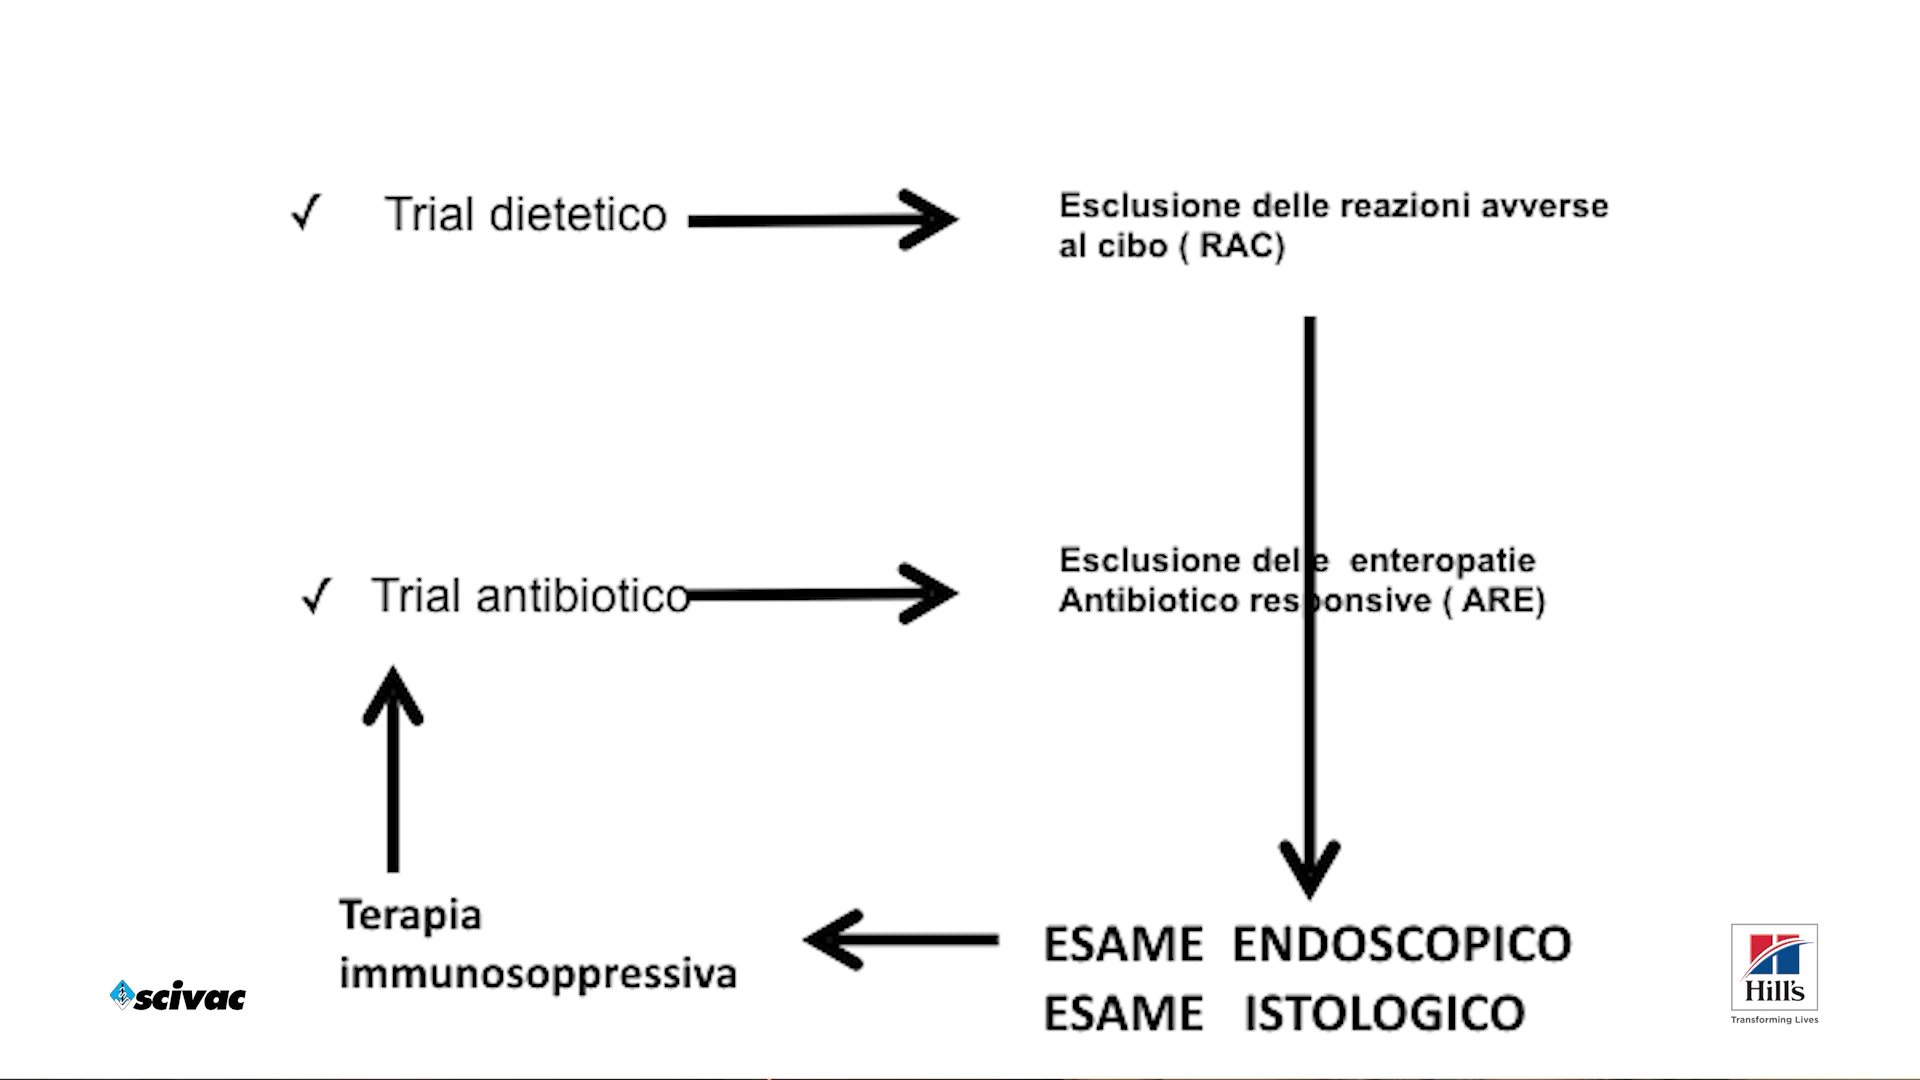 ✓ Trial dietetico
Esclusione delle reazioni avverse
al cibo ( RAC)
✓ Trial antibiotico
Esclusione delle enteropatie
Antibiotico responsive ( ARE)
Terapia
immunosoppressiva
ESAME ENDOSCOPICO
ESAME ISTOLOGICO
scivac
Hill's
Transforming Lives